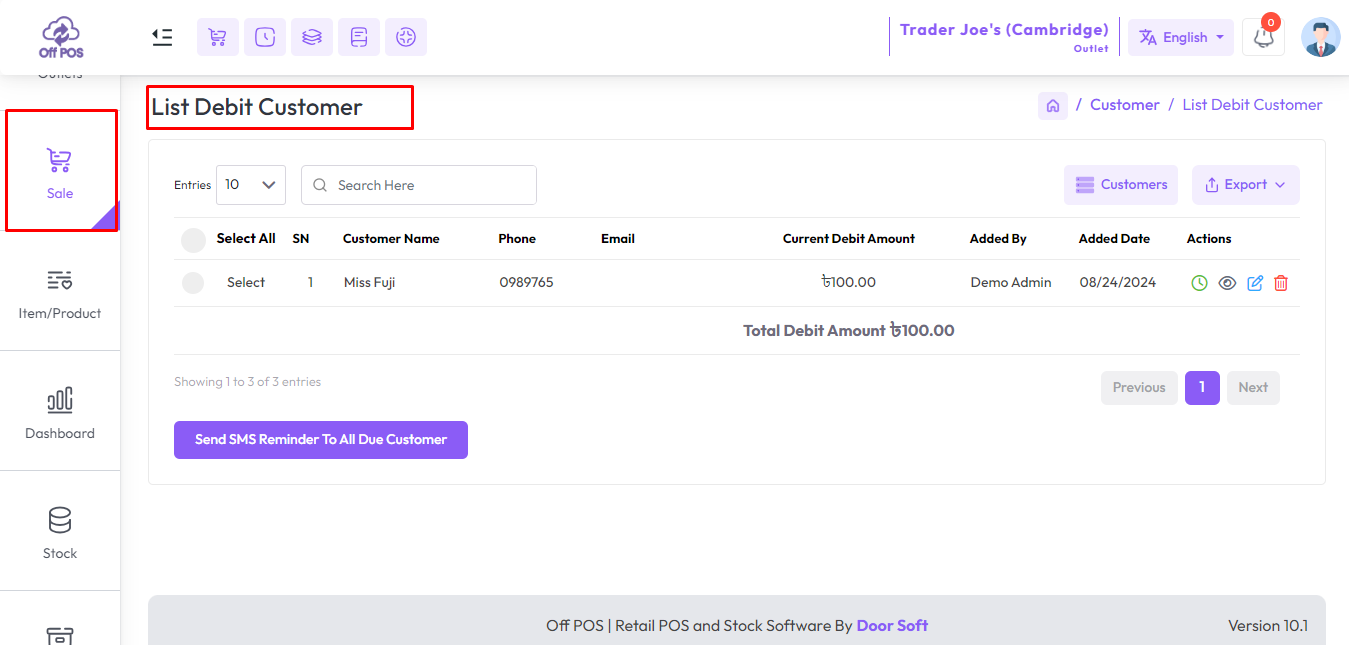 Off POS
Trader Joe's (Cambridge)
Outlet
English
0
Outlets
Sale
Item/Product
Dashboard
Stock
List Debit Customer
/ Customer / List Debit Customer
Entries 10 Search Here Customers Export
Select All SN Customer Name Phone Email Current Debit Amount Added By Added Date Actions
Select 1 Miss Fuji 0989765 ৳100.00 Demo Admin 08/24/2024
Total Debit Amount ৳100.00
Showing 1 to 3 of 3 entries Previous 1 Next
Send SMS Reminder To All Due Customer
Off POS | Retail POS and Stock Software By Door Soft Version 10.1